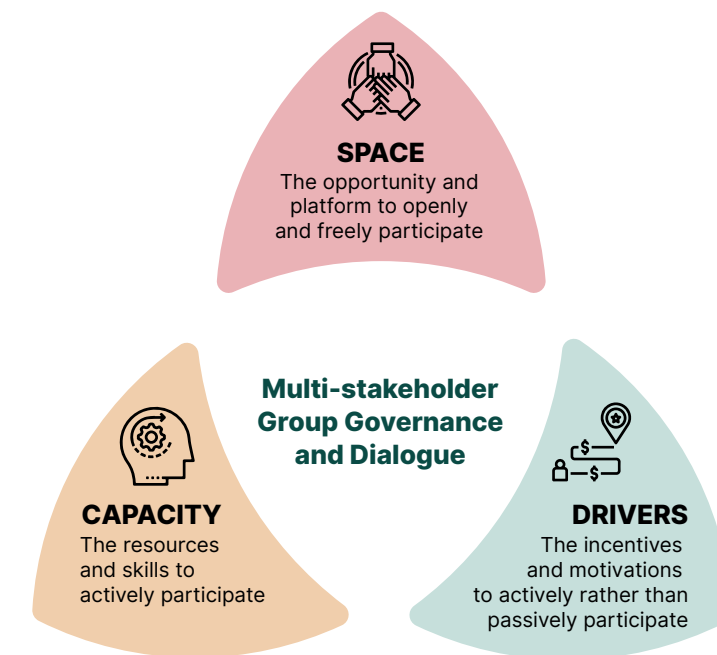 SPACE
The opportunity and
platform to openly
and freely participate
Multi-stakeholder
Group Governance
and Dialogue
CAPACITY
The resources
and skills to
actively participate
$
$
DRIVERS
The incentives
and motivations
to actively rather than
passively participate